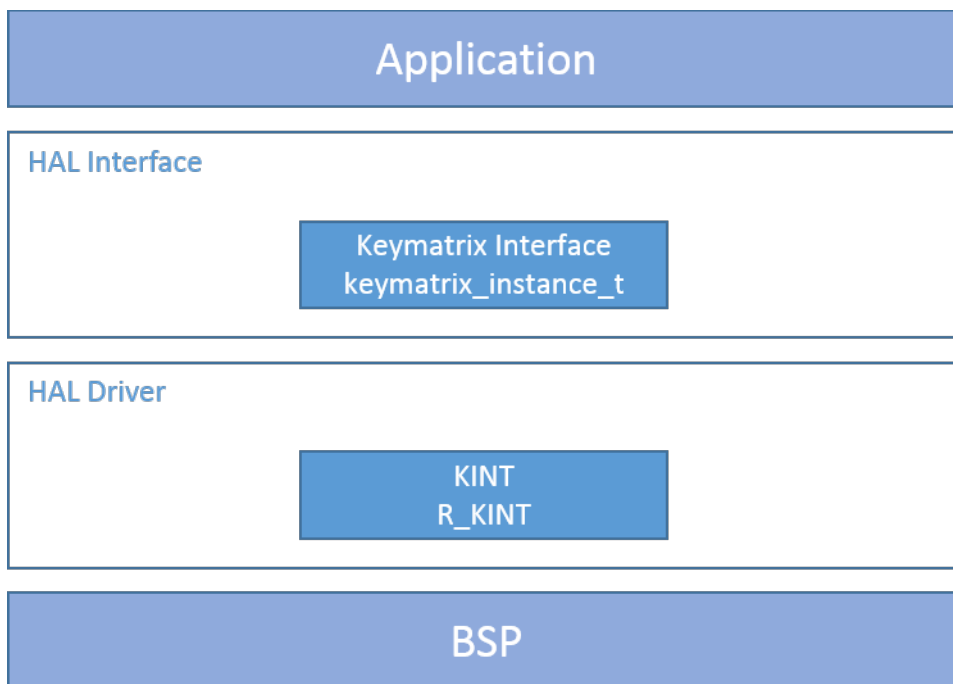 Application
HAL Interface
Keymatrix Interface
keymatrix_instance_t
HAL Driver
KINT
R_KINT
BSP